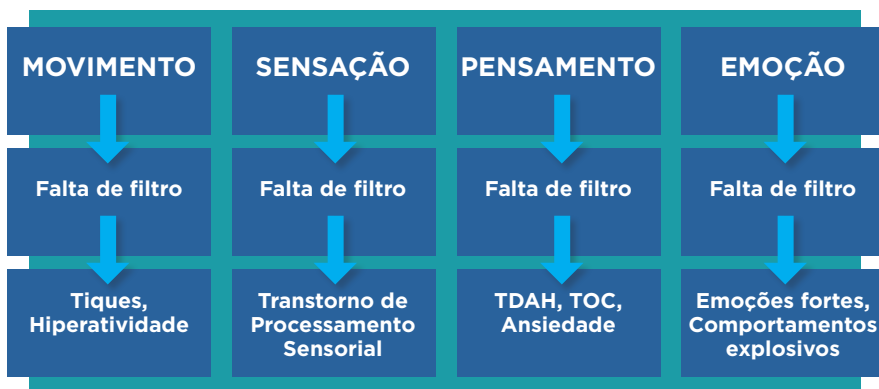 MOVIMENTO
SENSAÇÃO
PENSAMENTO
EMOÇÃO
Falta de filtro
Falta de filtro
Falta de filtro
Falta de filtro
Tiques,
Hiperatividade
Transtorno de
Processamento
Sensorial
TDAH, TOC,
Ansiedade
Emoções fortes,
Comportamentos
explosivos